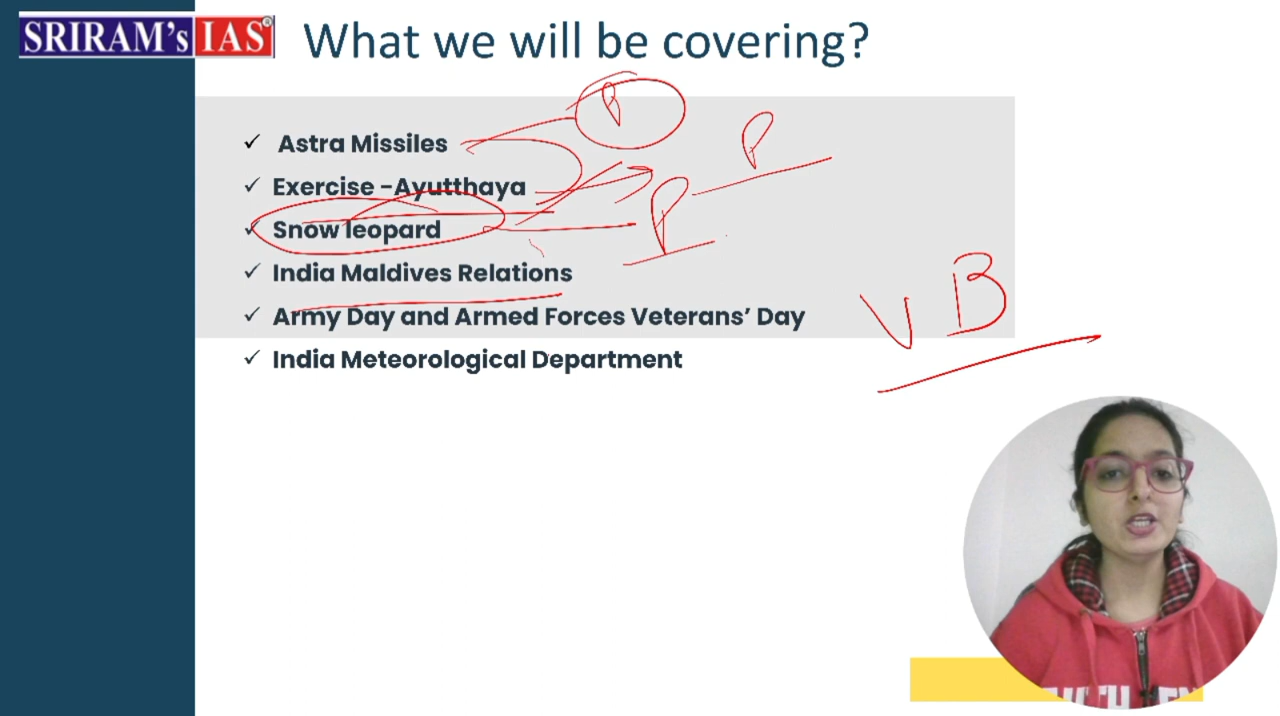 SRIRAM's IAS®
What we will be covering?
✓ Astra Missiles
✓ Exercise -Ayutthaya
✓ Snow leopard
✓ India Maldives Relations
✓ Army Day and Armed Forces Veterans' Day
✓ India Meteorological Department
P
P
P
V B